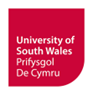 University of
South Wales
Prifysgol
De Cymru